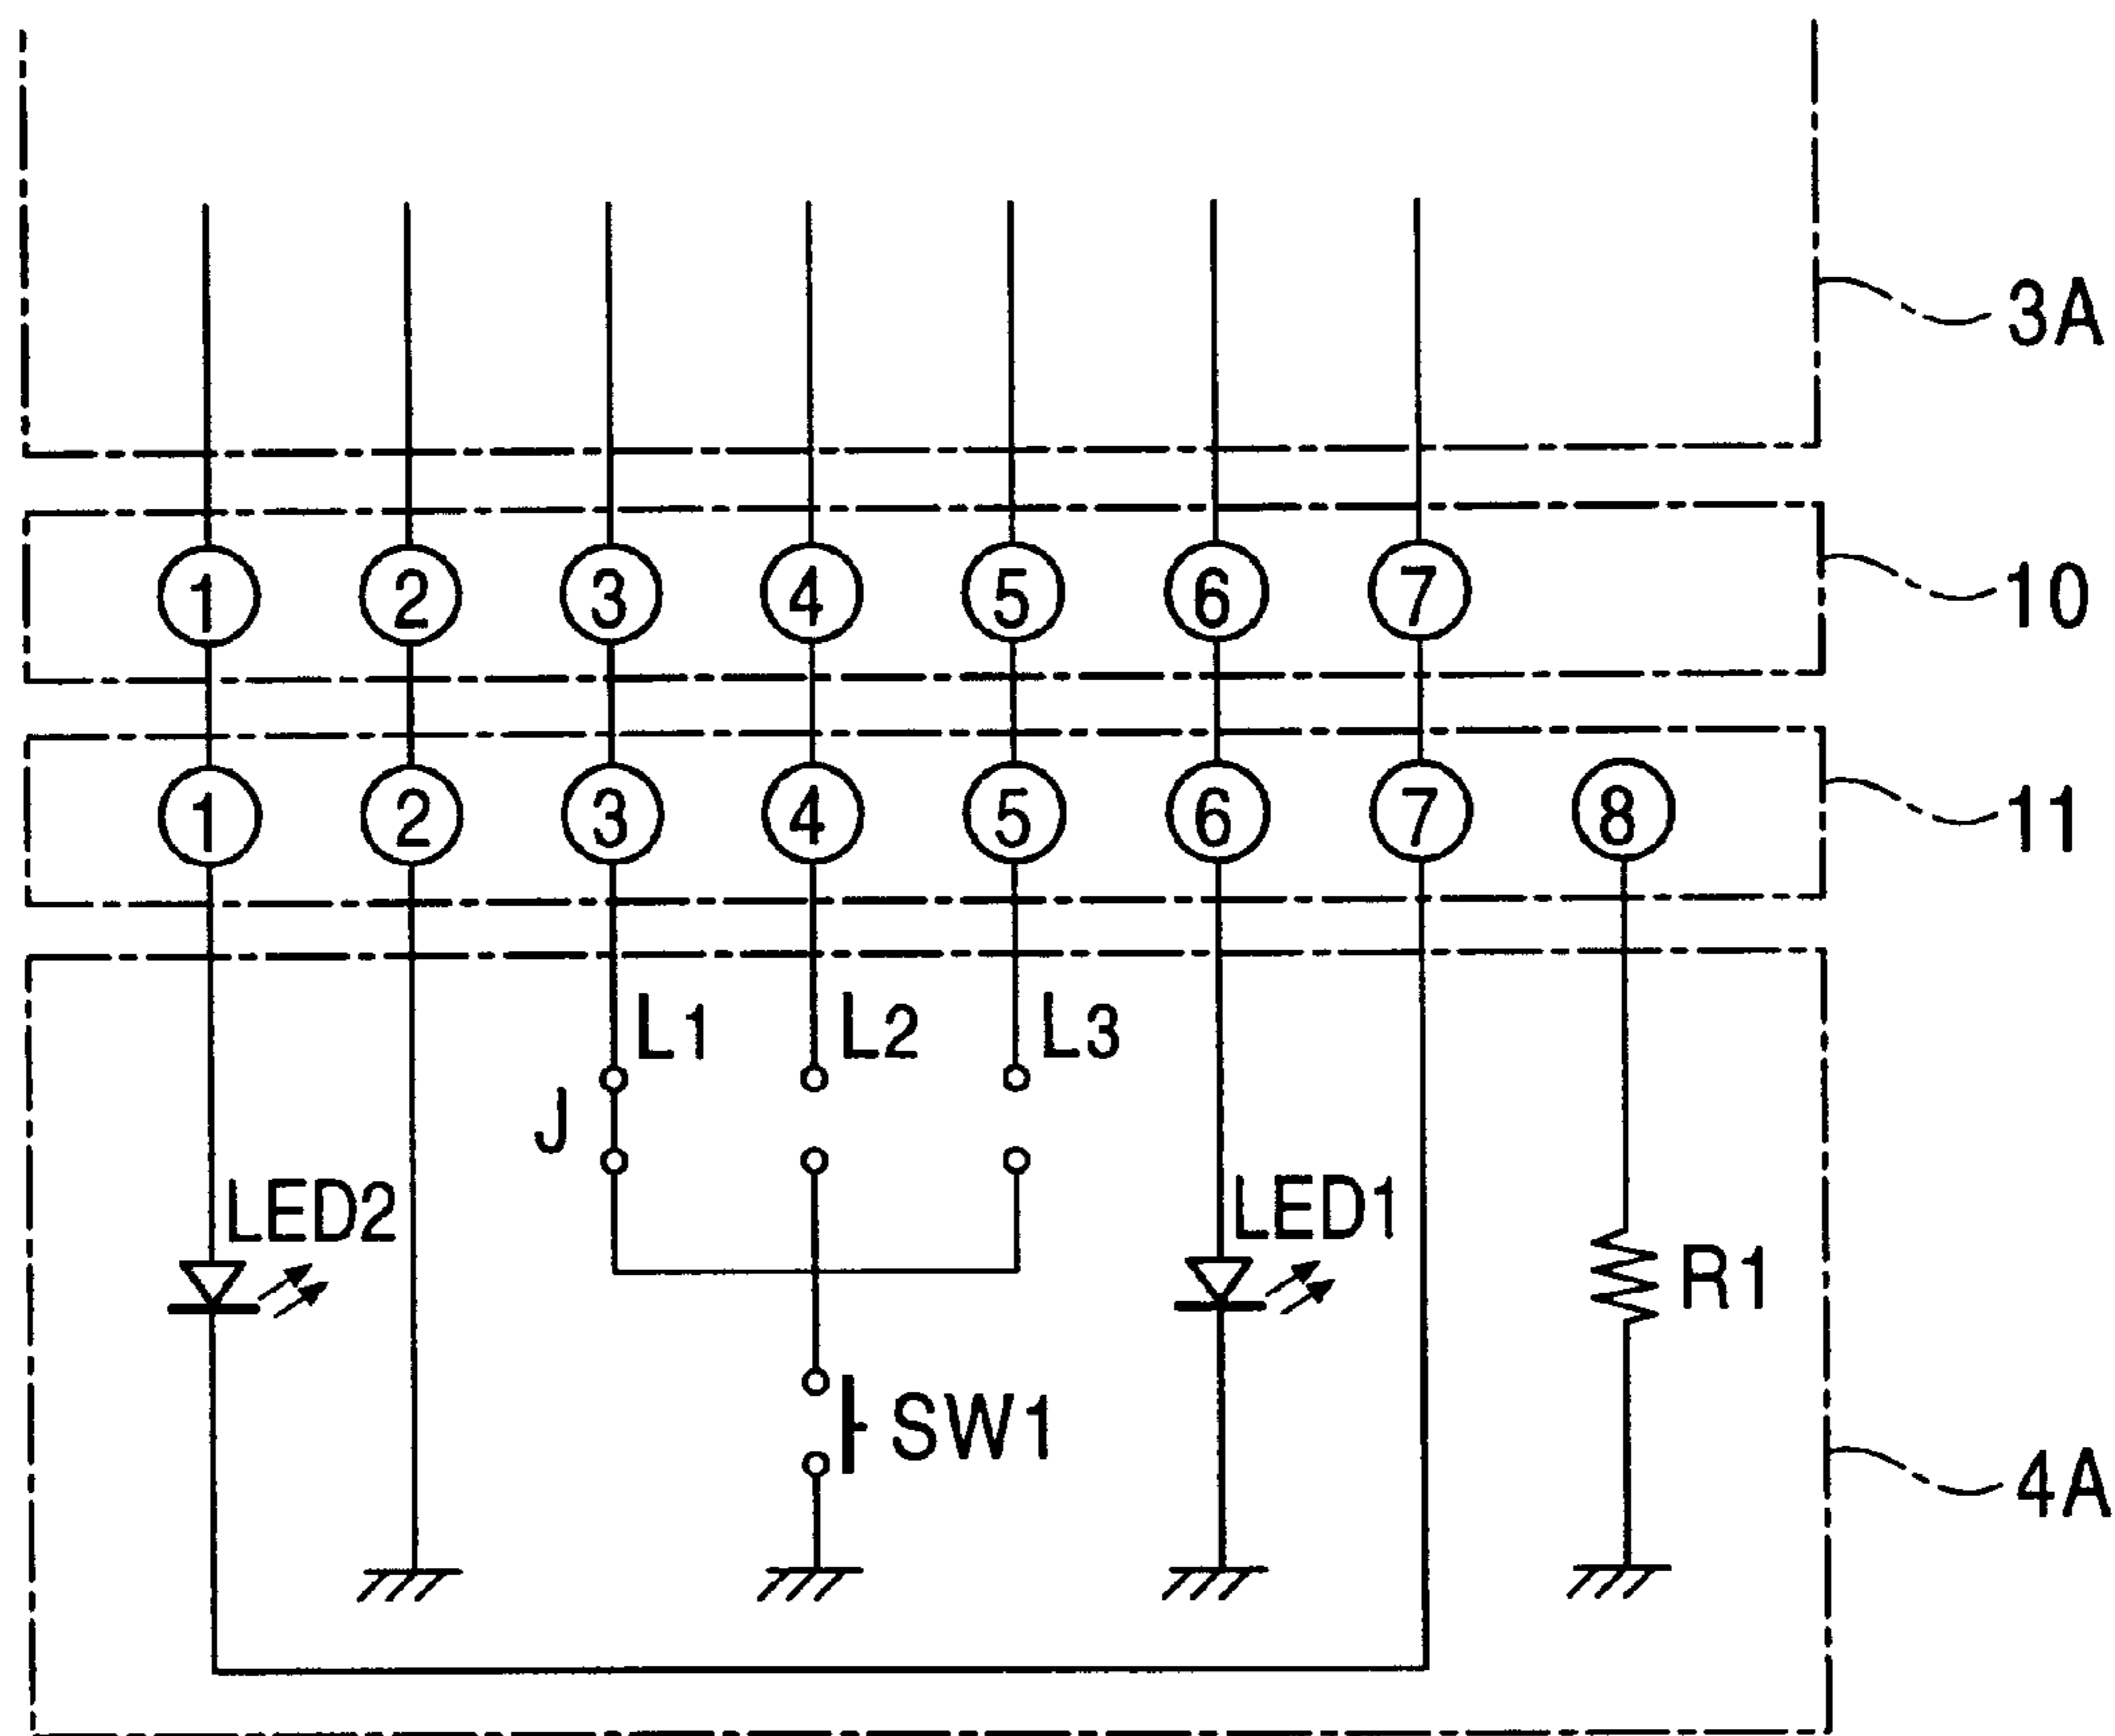 3A
① ② ③ ④ ⑤ ⑥ ⑦ 10
① ② ③ ④ ⑤ ⑥ ⑦ ⑧ 11
L1 L2 L3
J
LED2 LED1
R1
SW1
4A